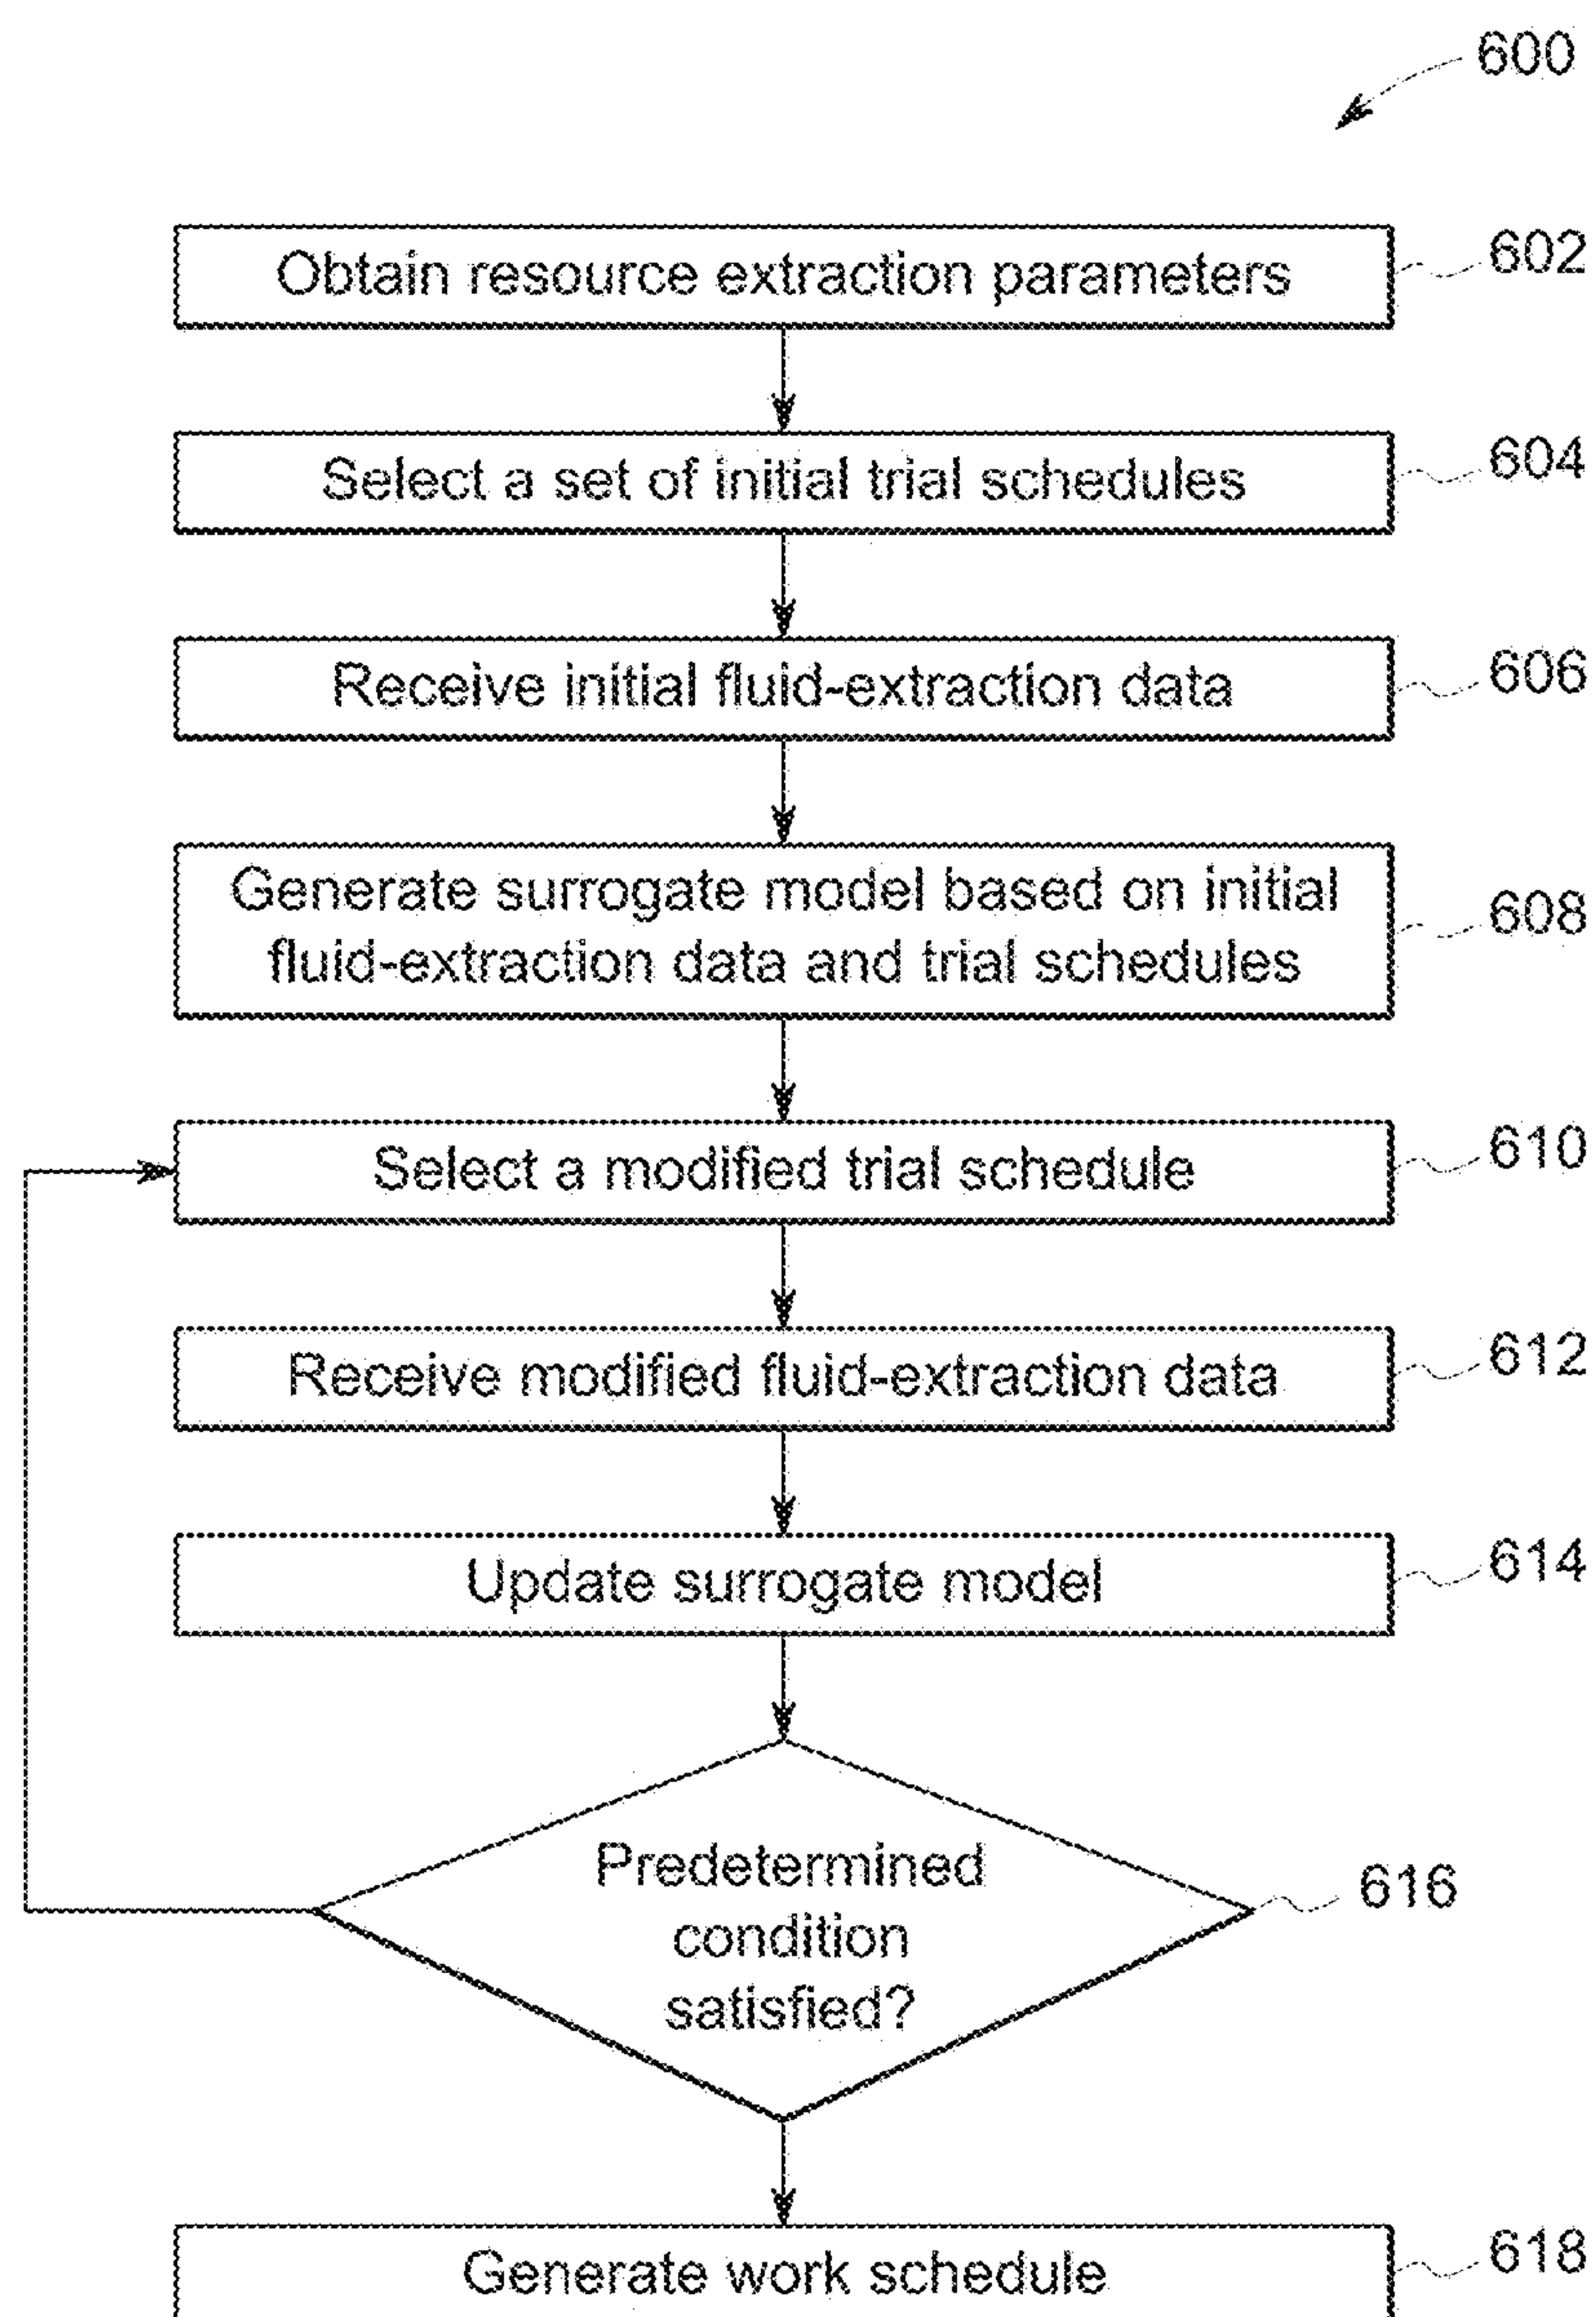 600
Obtain resource extraction parameters
602
Select a set of initial trial schedules
604
Receive initial fluid-extraction data
606
Generate surrogate model based on initial
fluid-extraction data and trial schedules
608
Select a modified trial schedule
610
Receive modified fluid-extraction data
612
Update surrogate model
614
Predetermined
condition
satisfied?
616
Generate work schedule
618